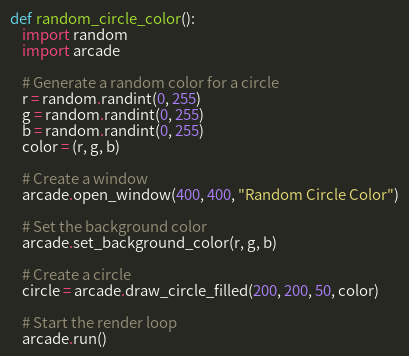 def random_circle_color():
    import random
    import arcade

    # Generate a random color for a circle
    r = random.randint(0, 255)
    g = random.randint(0, 255)
    b = random.randint(0, 255)
    color = (r, g, b)

    # Create a window
    arcade.open_window(400, 400, "Random Circle Color")

    # Set the background color
    arcade.set_background_color(r, g, b)

    # Create a circle
    circle = arcade.draw_circle_filled(200, 200, 50, color)

    # Start the render loop
    arcade.run()